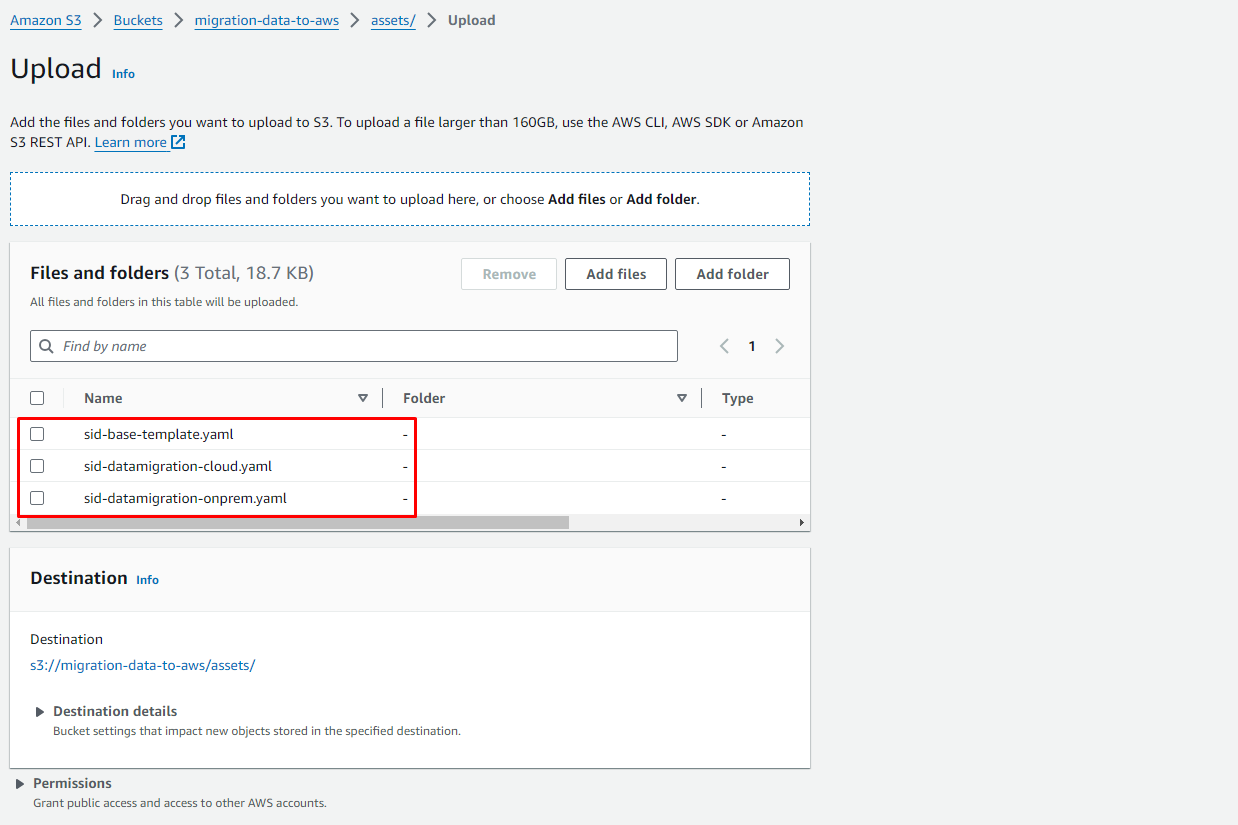 Amazon S3 > Buckets > migration-data-to-aws > assets/ > Upload
Upload Info
Add the files and folders you want to upload to S3. To upload a file larger than 160GB, use the AWS CLI, AWS SDK or Amazon
S3 REST API. Learn more
Drag and drop files and folders you want to upload here, or choose Add files or Add folder.
Files and folders (3 Total, 18.7 KB) Remove Add files Add folder
All files and folders in this table will be uploaded.
Find by name < 1 >
Name Folder Type
sid-base-template.yaml - -
sid-datamigration-cloud.yaml - -
sid-datamigration-onprem.yaml - -
Destination Info
Destination
s3://migration-data-to-aws/assets/
Destination details
Bucket settings that impact new objects stored in the specified destination.
Permissions
Grant public access and access to other AWS accounts.